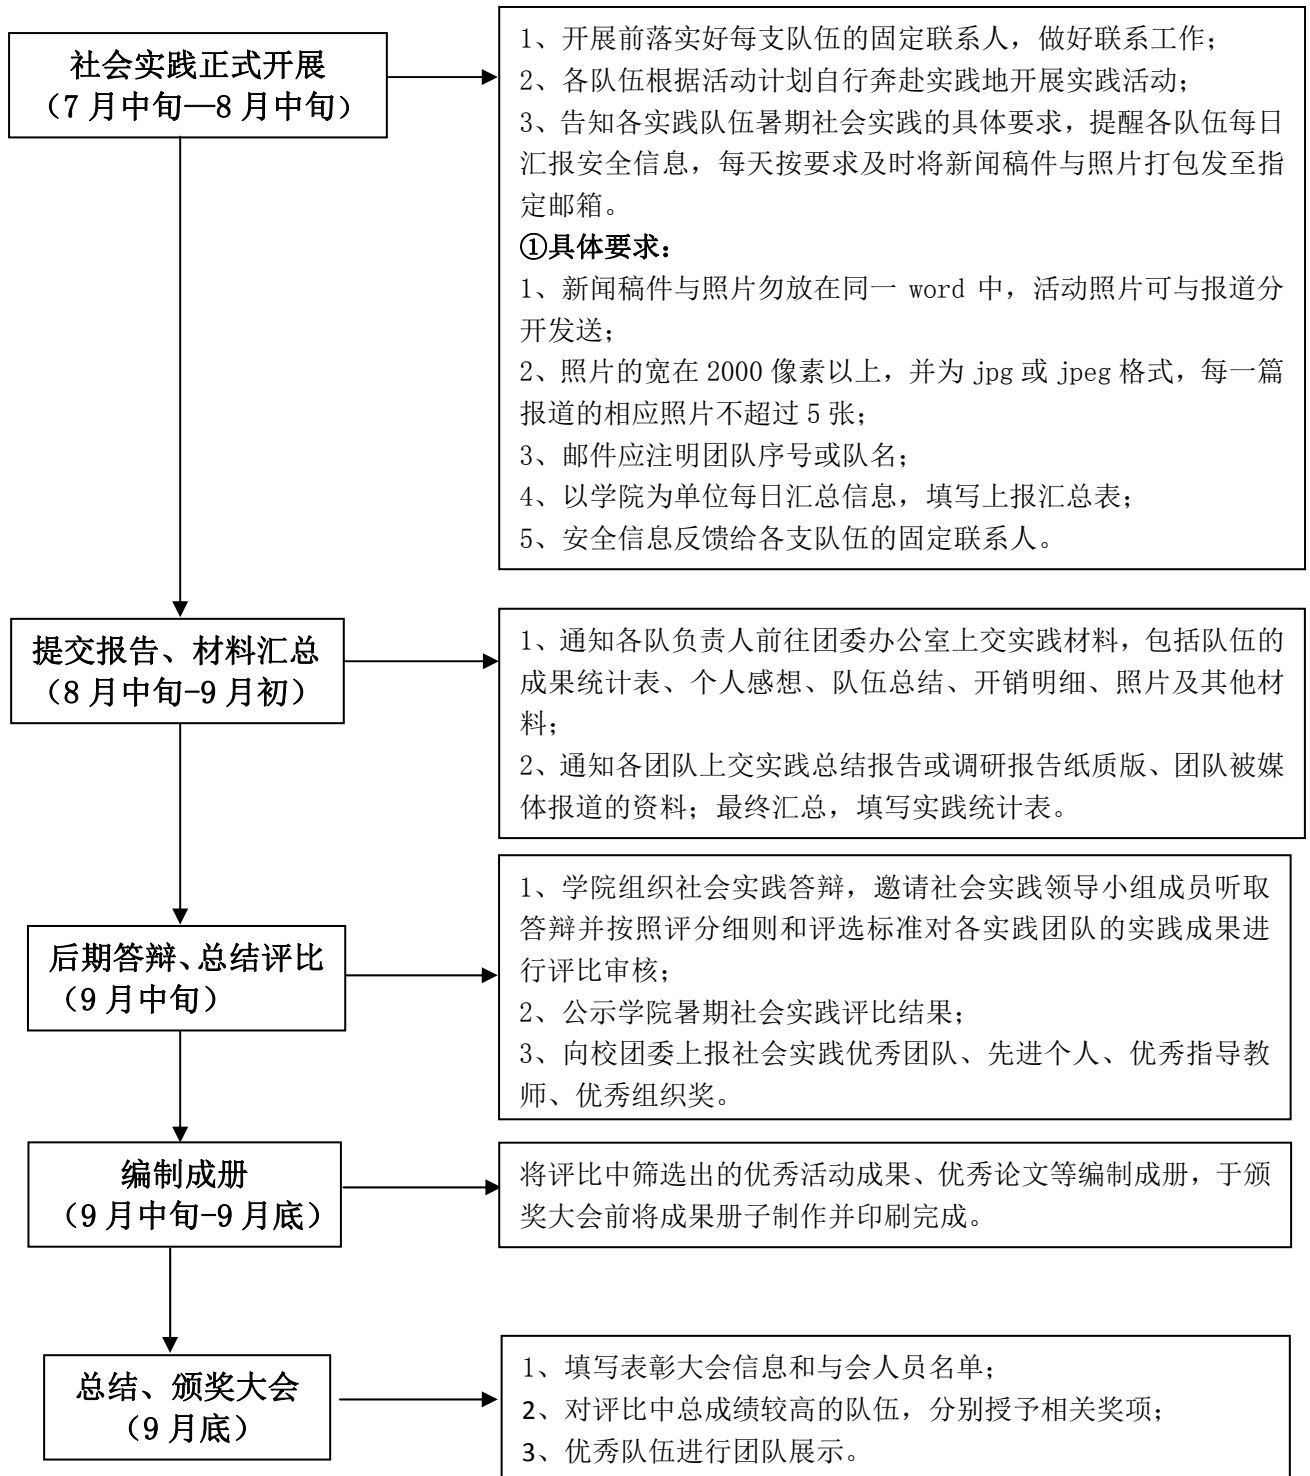 社会实践正式开展
（7月中旬—8月中旬）
1、开展前落实好每支队伍的固定联系人，做好联系工作；
2、各队伍根据活动计划自行奔赴实践地开展实践活动；
3、告知各实践队伍暑期社会实践的具体要求，提醒各队伍每日
汇报安全信息，每天按要求及时将新闻稿件与照片打包发至指
定邮箱。
①具体要求：
1、新闻稿件与照片勿放在同一 word 中，活动照片可与报道分
开发送；
2、照片的宽在 2000 像素以上，并为 jpg 或 jpeg 格式，每一篇
报道的相应照片不超过 5 张；
3、邮件应注明团队序号或队名；
4、以学院为单位每日汇总信息，填写上报汇总表；
5、安全信息反馈给各支队伍的固定联系人。
提交报告、材料汇总
（8月中旬-9月初）
1、通知各队负责人前往团委办公室上交实践材料，包括队伍的
成果统计表、个人感想、队伍总结、开销明细、照片及其他材
料；
2、通知各团队上交实践总结报告或调研报告纸质版、团队被媒
体报道的资料；最终汇总，填写实践统计表。
后期答辩、总结评比
（9月中旬）
1、学院组织社会实践答辩，邀请社会实践领导小组成员听取
答辩并按照评分细则和评选标准对各实践团队的实践成果进
行评比审核；
2、公示学院暑期社会实践评比结果；
3、向校团委上报社会实践优秀团队、先进个人、优秀指导教
师、优秀组织奖。
编制成册
（9月中旬-9月底）
将评比中筛选出的优秀活动成果、优秀论文等编制成册，于颁
奖大会前将成果册子制作并印刷完成。
总结、颁奖大会
（9月底）
1、填写表彰大会信息和与会人员名单；
2、对评比中总成绩较高的队伍，分别授予相关奖项；
3、优秀队伍进行团队展示。